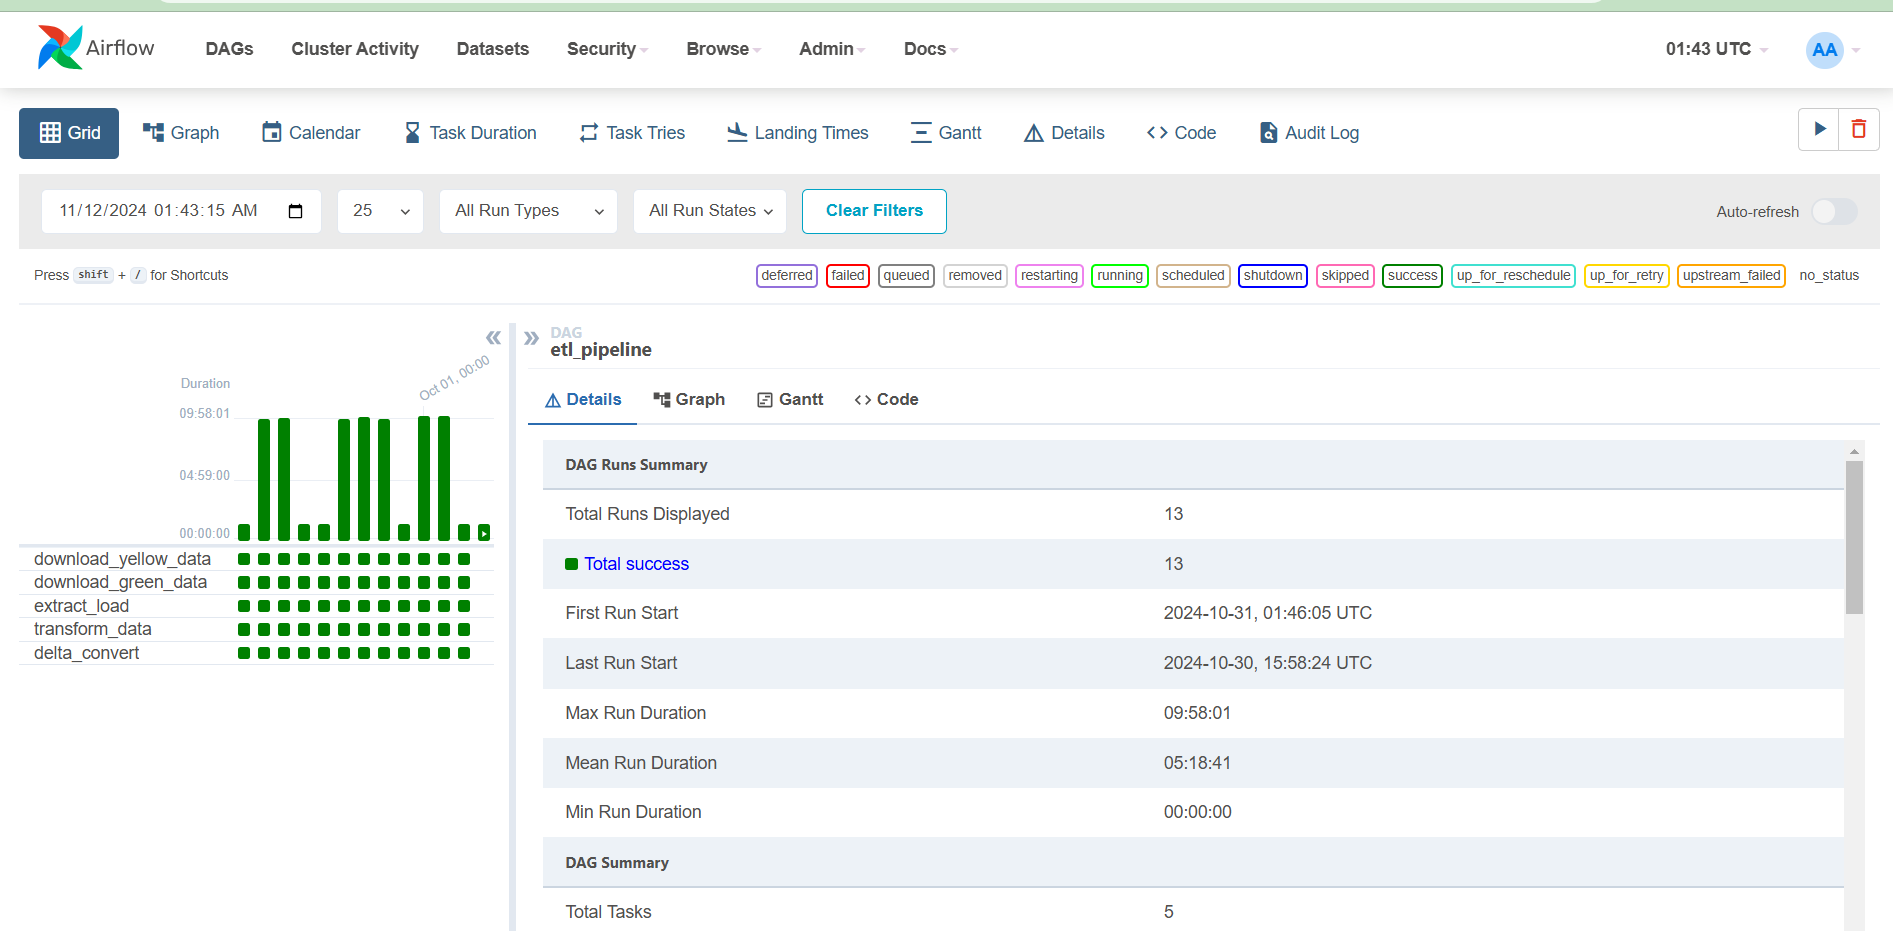 Airflow DAGs Cluster Activity Datasets Security Browse Admin Docs 01:43 UTC AA
Grid Graph Calendar Task Duration Task Tries Landing Times Gantt Details Code Audit Log
11/12/2024 01:43:15 AM 25 All Run Types All Run States Clear Filters Auto-refresh
Press shift + / for Shortcuts deferred failed queued removed restarting running scheduled shutdown skipped success up_for_reschedule up_for_retry upstream_failed no_status
Oct 01, 00:00
Duration
09:58:01
04:59:00
00:00:00
download_yellow_data
download_green_data
extract_load
transform_data
delta_convert
DAG
etl_pipeline
Details Graph Gantt Code
DAG Runs Summary
Total Runs Displayed 13
Total success 13
First Run Start 2024-10-31, 01:46:05 UTC
Last Run Start 2024-10-30, 15:58:24 UTC
Max Run Duration 09:58:01
Mean Run Duration 05:18:41
Min Run Duration 00:00:00
DAG Summary
Total Tasks 5